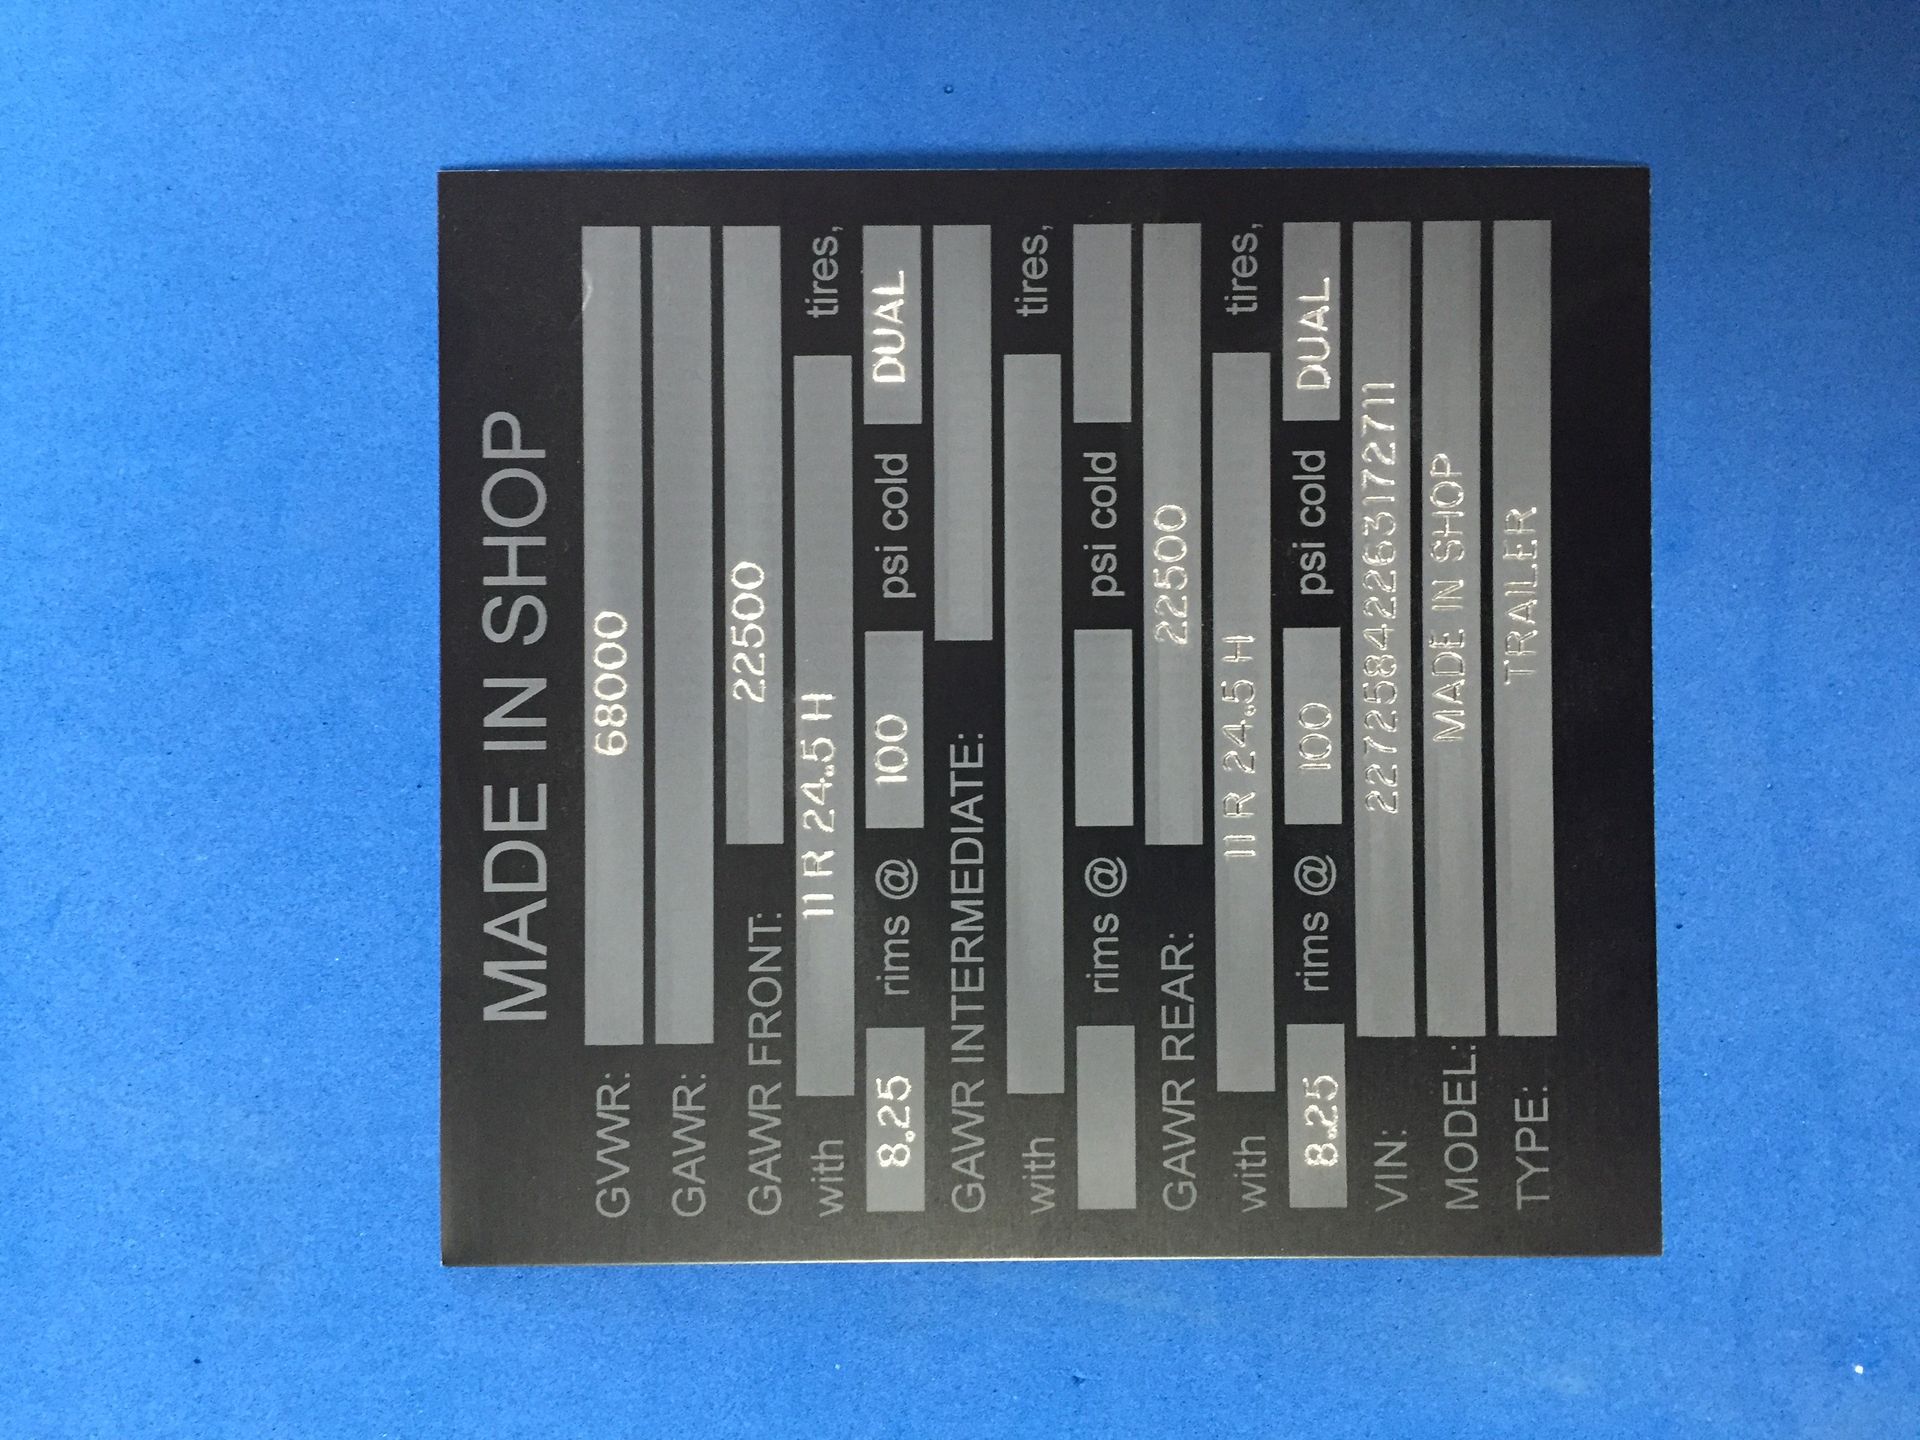 MADE IN SHOP
GVWR: 68000
GAWR:
GAWR FRONT: 22500
with 11 R 24.5 H tires,
8.25 rims @ 100 psi cold DUAL
GAWR INTERMEDIATE:
with tires,
rims @ psi cold
GAWR REAR: 22500
with 11 R 24.5 H tires,
8.25 rims @ 100 psi cold DUAL
VIN: 22725842263172711
MODEL: MADE IN SHOP
TYPE: TRAILER